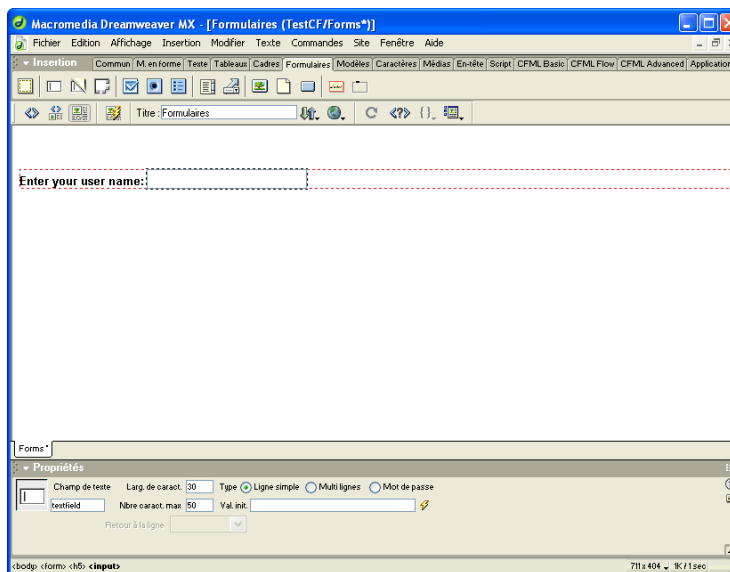 Macromedia Dreamweaver MX - [Formulaires (TestCF/Forms*)]
Fichier Edition Affichage Insertion Modifier Texte Commandes Site Fenêtre Aide
Insertion Commun M. en forme Texte Tableaux Cadres Formulaires Modèles Caractères Médias En-tête Script CFML Basic CFML Flow CFML Advanced Application
Titre : Formulaires
Enter your user name:
Forms*
Propriétés
Champ de texte Larg. de caract. 30 Type Ligne simple Multi lignes Mot de passe
textfield Nbre caract. max 50 Val. init.
Retour à la ligne
<body> <form> <h5> <input> 711 x 404 1K / 1 sec